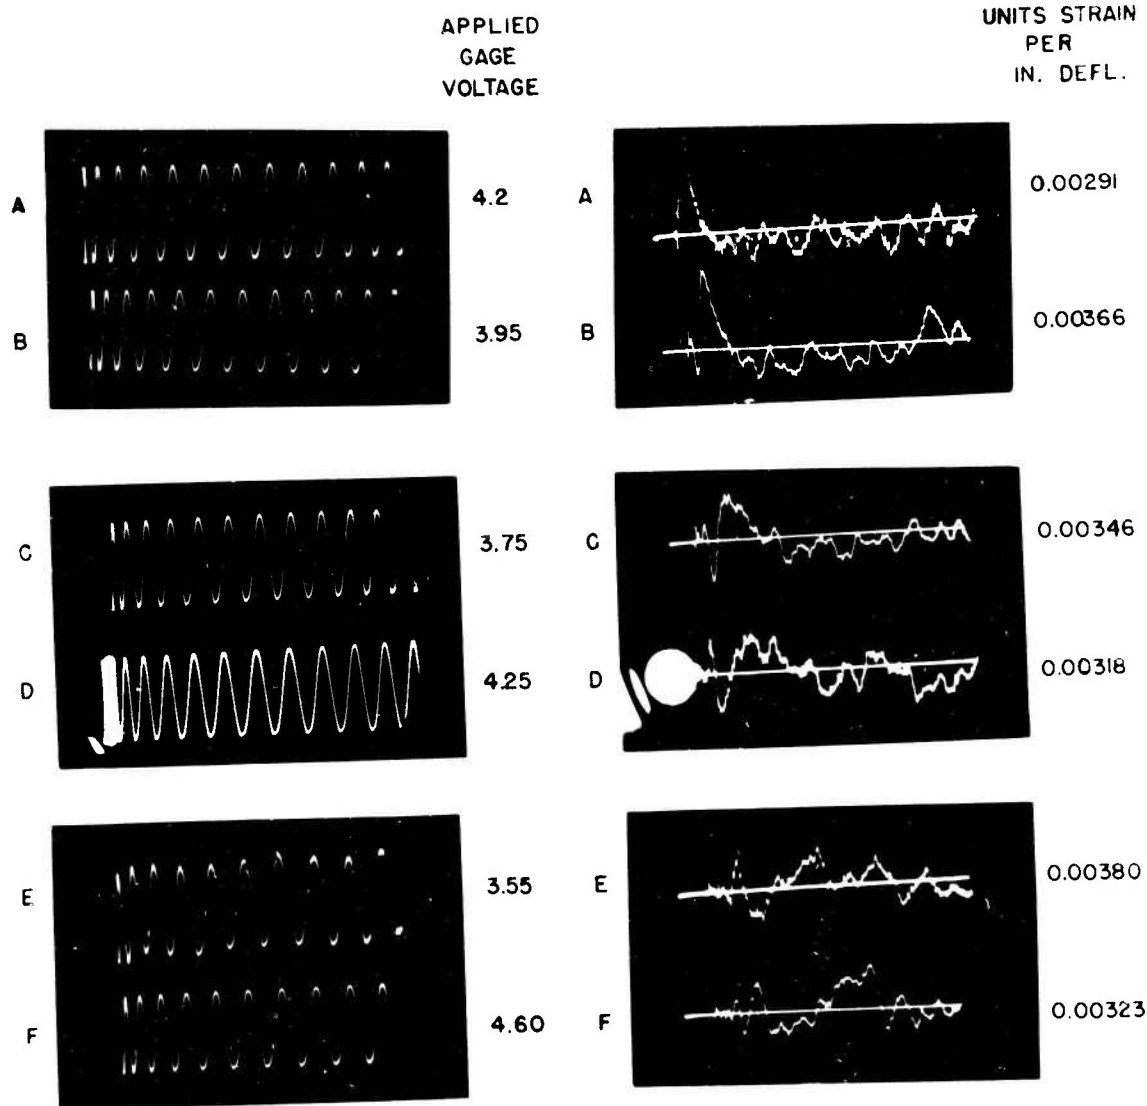 APPLIED
GAGE
VOLTAGE
UNITS STRAIN
PER
IN. DEFL.
A 4.2 A 0.00291
B 3.95 B 0.00366
C 3.75 C 0.00346
D 4.25 D 0.00318
E 3.55 E 0.00380
F 4.60 F 0.00323